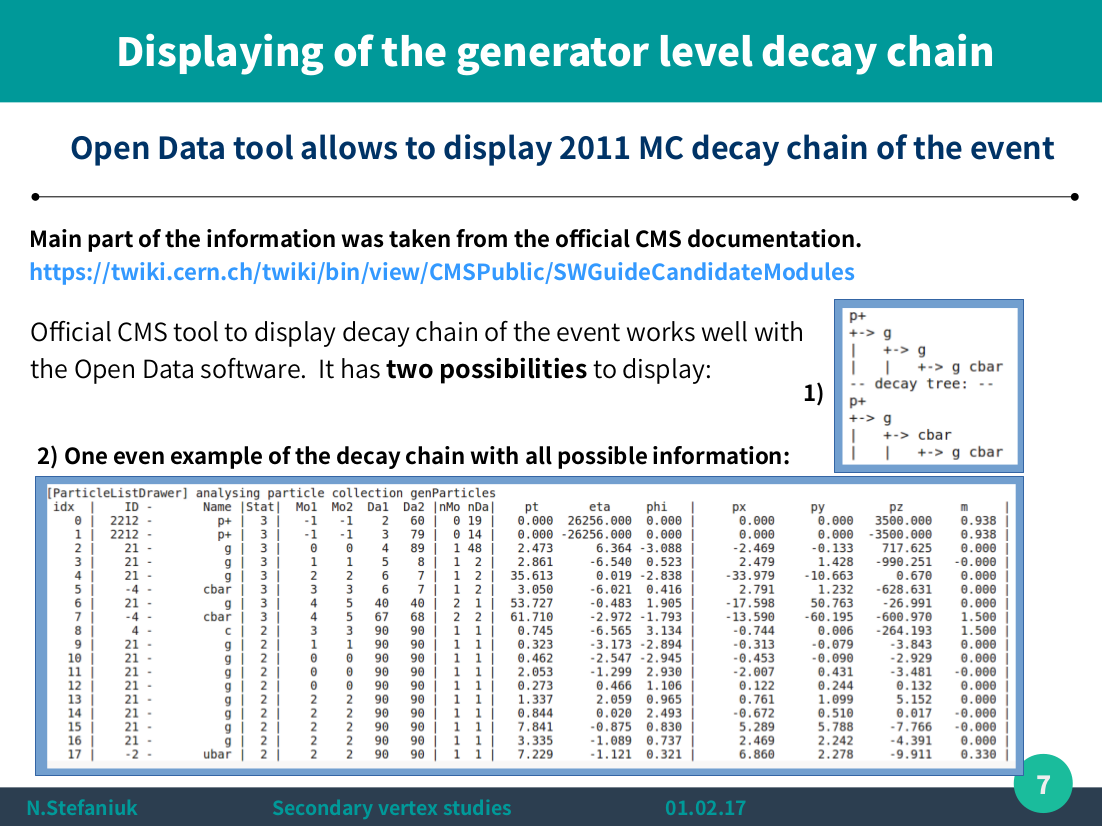 Displaying of the generator level decay chain
Open Data tool allows to display 2011 MC decay chain of the event
Main part of the information was taken from the official CMS documentation.
https://twiki.cern.ch/twiki/bin/view/CMSPublic/SWGuideCandidateModules
Official CMS tool to display decay chain of the event works well with
the Open Data software.  It has two possibilities to display:
1)
p+
+-> g
|   +-> g
|   |   +-> g cbar
-- decay tree: --
p+
+-> g
|   +-> cbar
|   |   +-> g cbar
2) One even example of the decay chain with all possible information:
[ParticleListDrawer] analysing particle collection genParticles
idx | ID - Name |Stat| Mo1 Mo2 Da1 Da2 |nMo nDa| pt eta phi | px py pz m |
0 | 2212 - p+ | 3 | -1 -1 2 60 | 0 19 | 0.000 26256.000 0.000 | 0.000 0.000 3500.000 0.938 |
1 | 2212 - p+ | 3 | -1 -1 3 79 | 0 14 | 0.000 -26256.000 0.000 | 0.000 0.000 -3500.000 0.938 |
2 | 21 - g | 3 | 0 0 4 89 | 1 48 | 2.473 6.364 -3.088 | -2.469 -0.133 717.625 0.000 |
3 | 21 - g | 3 | 1 1 5 8 | 1 2 | 2.861 -6.540 0.523 | 2.479 1.428 -990.251 -0.000 |
4 | 21 - g | 3 | 2 2 6 7 | 1 2 | 35.613 0.019 -2.838 | -33.979 -10.663 0.670 -0.000 |
5 | -4 - cbar | 3 | 3 3 6 7 | 1 2 | 3.050 -6.021 0.416 | 2.791 1.232 -628.631 -0.000 |
6 | 21 - g | 3 | 4 5 40 40 | 2 1 | 53.727 -0.483 1.905 | -17.598 50.763 -26.991 0.000 |
7 | -4 - cbar | 3 | 4 5 67 68 | 2 2 | 61.710 -2.972 -1.793 | -13.590 -60.195 -600.970 1.500 |
8 | 4 - c | 2 | 3 3 90 90 | 1 1 | 0.745 -6.565 3.134 | -0.744 0.006 -264.193 1.500 |
9 | 21 - g | 2 | 1 1 90 90 | 1 1 | 0.323 -3.173 -2.894 | -0.313 -0.079 -3.843 0.000 |
10 | 21 - g | 2 | 0 0 90 90 | 1 1 | 0.462 -2.547 -2.945 | -0.453 -0.090 -2.929 0.000 |
11 | 21 - g | 2 | 0 0 90 90 | 1 1 | 2.053 -1.299 2.930 | -2.007 0.431 -3.481 -0.000 |
12 | 21 - g | 2 | 0 0 90 90 | 1 1 | 0.273 0.466 1.106 | 0.122 0.244 0.132 0.000 |
13 | 21 - g | 2 | 2 2 90 90 | 1 1 | 1.337 2.059 0.965 | 0.761 1.099 5.152 0.000 |
14 | 21 - g | 2 | 2 2 90 90 | 1 1 | 0.844 0.020 2.493 | -0.672 0.510 0.017 -0.000 |
15 | 21 - g | 2 | 2 2 90 90 | 1 1 | 7.841 -0.875 0.830 | 5.289 5.788 -7.766 -0.000 |
16 | 21 - g | 2 | 2 2 90 90 | 1 1 | 3.335 -1.089 0.737 | 2.469 2.242 -4.391 0.000 |
17 | -2 - ubar | 2 | 2 2 90 90 | 1 1 | 7.229 -1.121 0.321 | 6.860 2.278 -9.911 0.330 |
7
N.Stefaniuk Secondary vertex studies 01.02.17